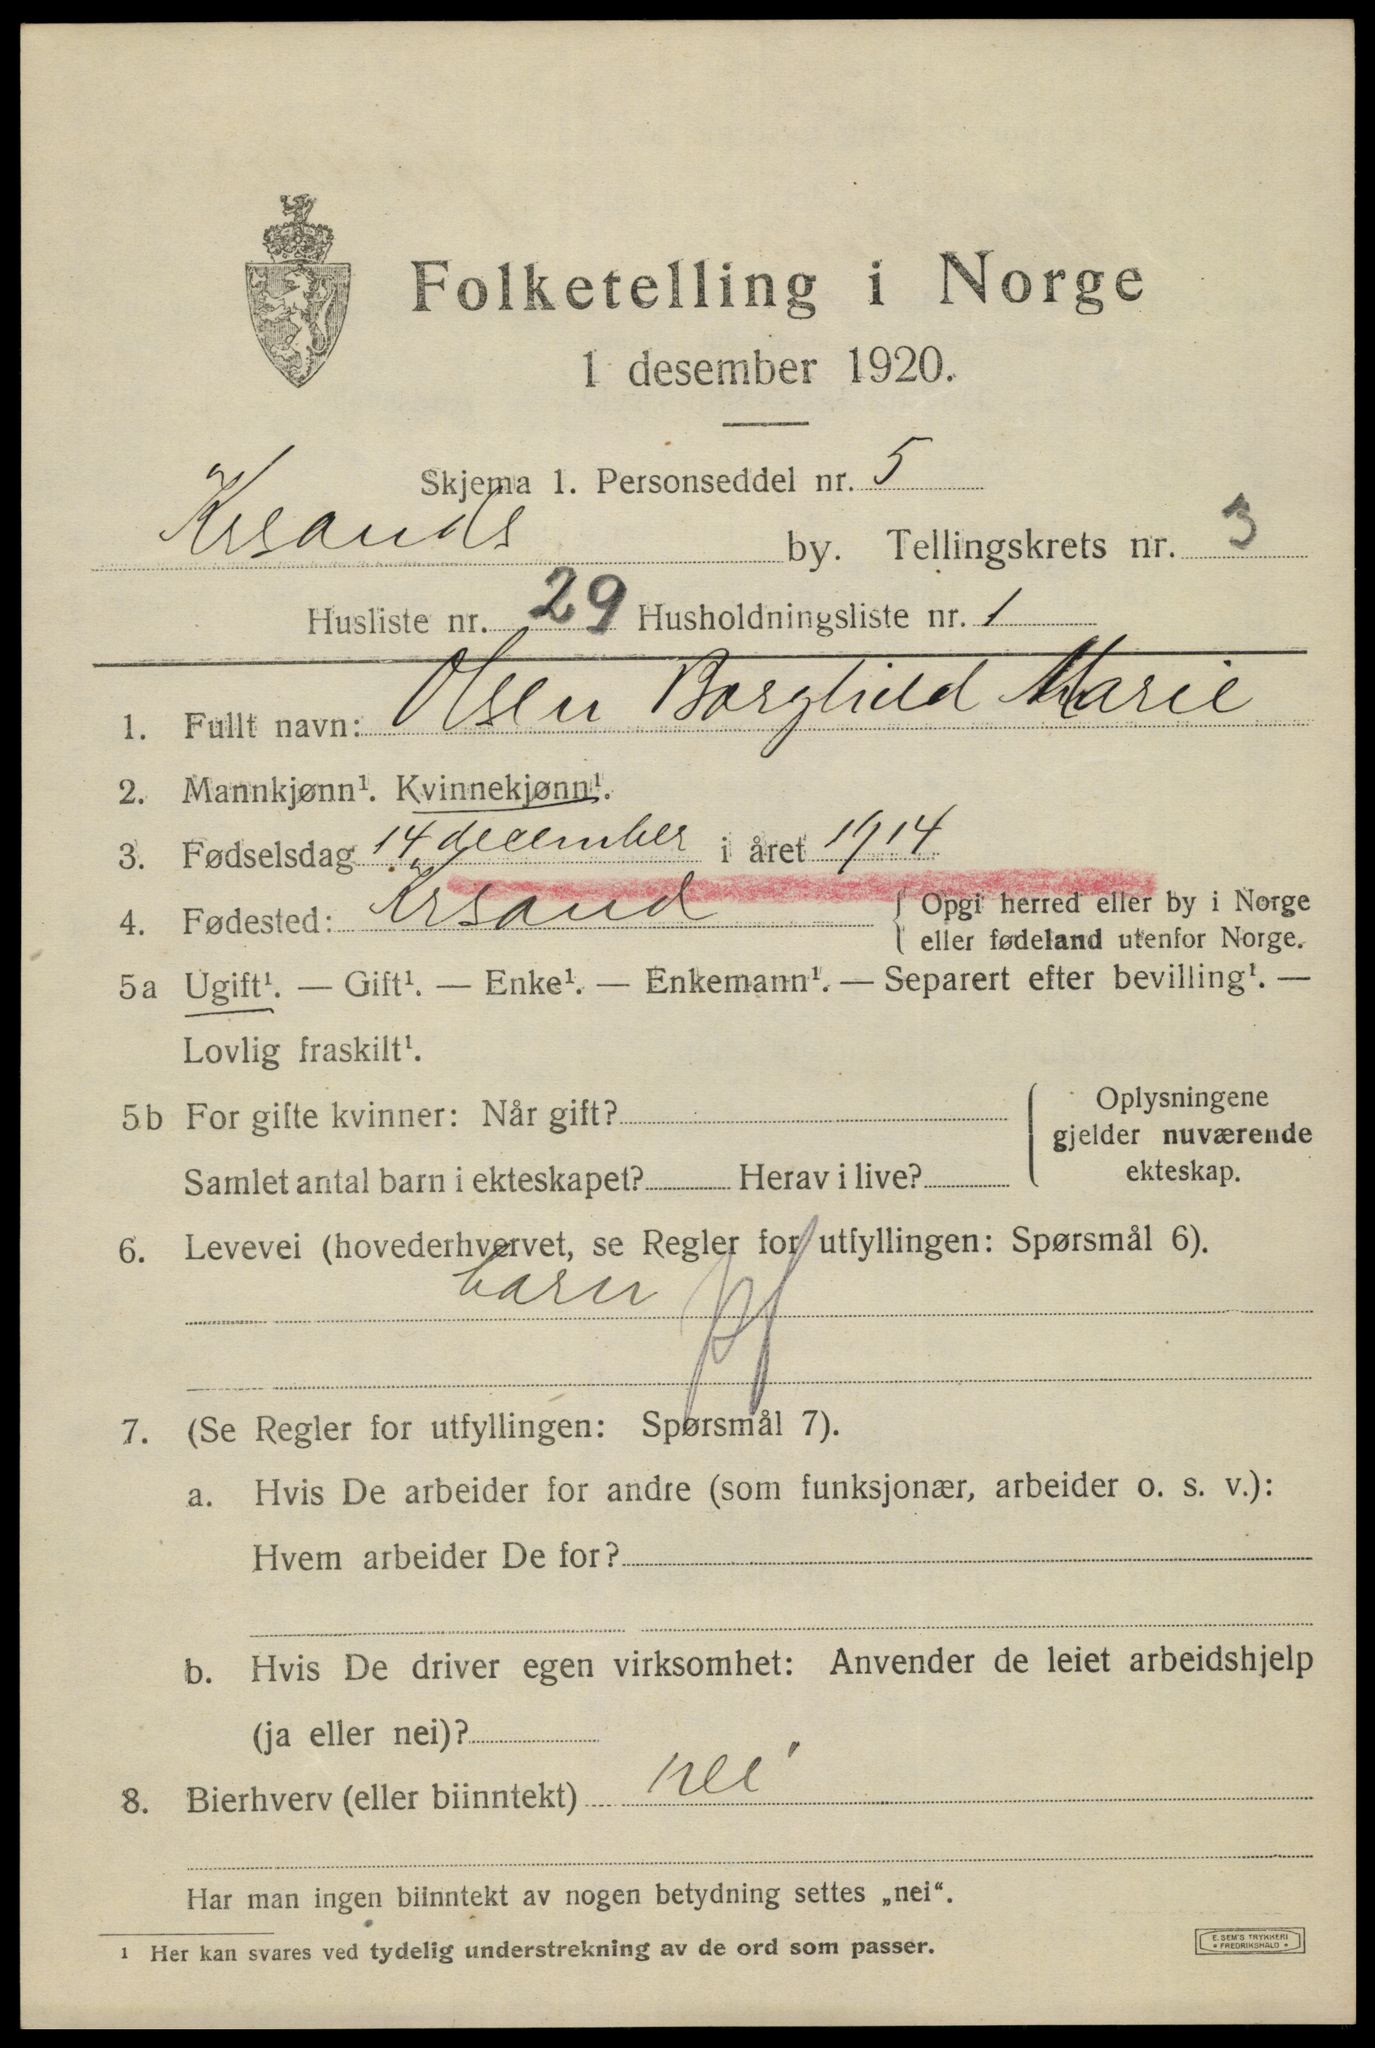 Folketelling i Norge
1 desember 1920.
Skjema 1. Personseddel nr. 5
Krsands by. Tellingskrets nr. 3
Husliste nr. 29 Husholdningsliste nr. 1
1. Fullt navn: Olsen Borghild Marie
2. Mannkjønn¹. Kvinnekjønn¹.
3. Fødselsdag 14 december i året 1914
4. Fødested: Krsand { Opgi herred eller by i Norge
eller fødeland utenfor Norge.
5a Ugift¹. — Gift¹. — Enke¹. — Enkemann¹. — Separert efter bevilling¹. —
Lovlig fraskilt¹.
5b For gifte kvinner: Når gift? { Oplysningene
gjelder nuværende
Samlet antal barn i ekteskapet? Herav i live? ekteskap.
6. Levevei (hovederhvervet, se Regler for utfyllingen: Spørsmål 6).
barn
7. (Se Regler for utfyllingen: Spørsmål 7).
a. Hvis De arbeider for andre (som funksjonær, arbeider o. s. v.):
Hvem arbeider De for?
b. Hvis De driver egen virksomhet: Anvender de leiet arbeidshjelp
(ja eller nei)?
8. Bierhverv (eller biinntekt) nei
Har man ingen biinntekt av nogen betydning settes „nei“.
¹ Her kan svares ved tydelig understrekning av de ord som passer.
E. SEM'S TRYKKERI
* FREDRIKSHALD *